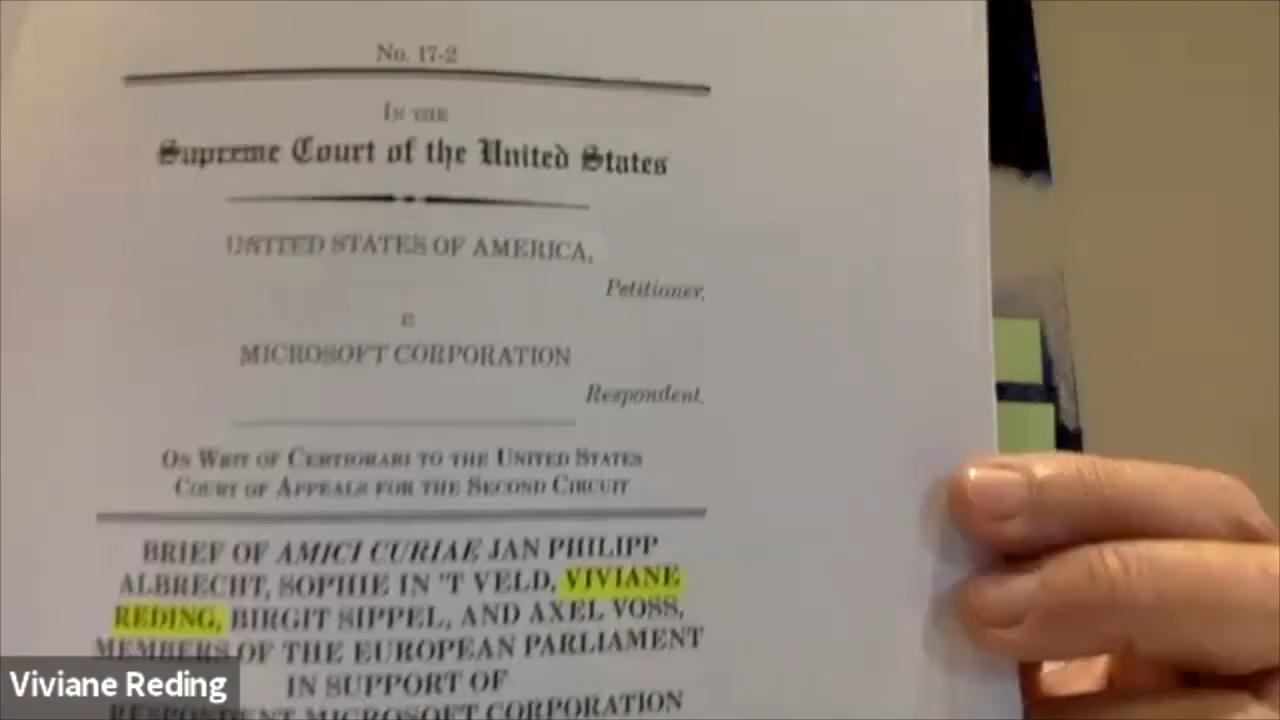 No. 17-2
IN THE
Supreme Court of the United States
UNITED STATES OF AMERICA,
Petitioner,
v.
MICROSOFT CORPORATION
Respondent.
ON WRIT OF CERTIORARI TO THE UNITED STATES
COURT OF APPEALS FOR THE SECOND CIRCUIT
BRIEF OF AMICI CURIAE JAN PHILIPP
ALBRECHT, SOPHIE IN 'T VELD, VIVIANE
REDING, BIRGIT SIPPEL, AND AXEL VOSS,
MEMBERS OF THE EUROPEAN PARLIAMENT
IN SUPPORT OF
RESPONDENT MICROSOFT CORPORATION
Viviane Reding